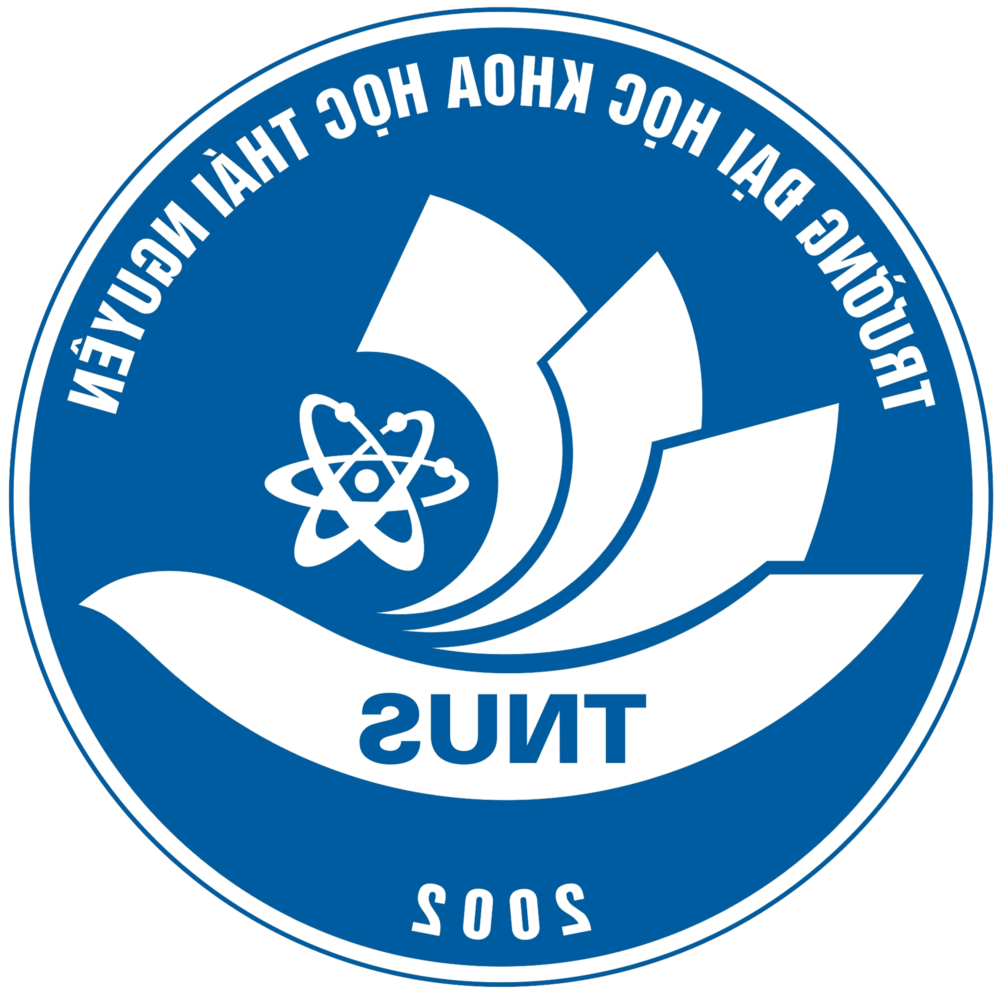 TRƯỜNG ĐẠI HỌC KHOA HỌC THÁI NGUYÊN
TNUS
2002